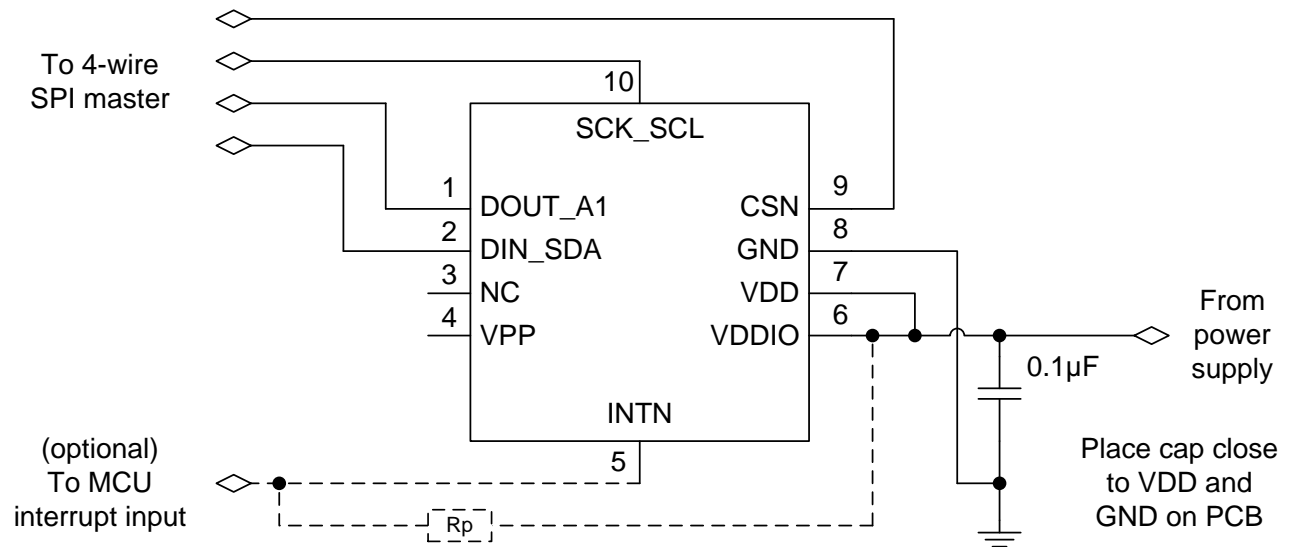 To 4-wire
SPI master
10
SCK_SCL
1
DOUT_A1
2
DIN_SDA
3
NC
4
VPP
9
CSN
8
GND
7
VDD
6
VDDIO
INTN
5
From
power
supply
0.1µF
Place cap close
to VDD and
GND on PCB
(optional)
To MCU
interrupt input
Rp